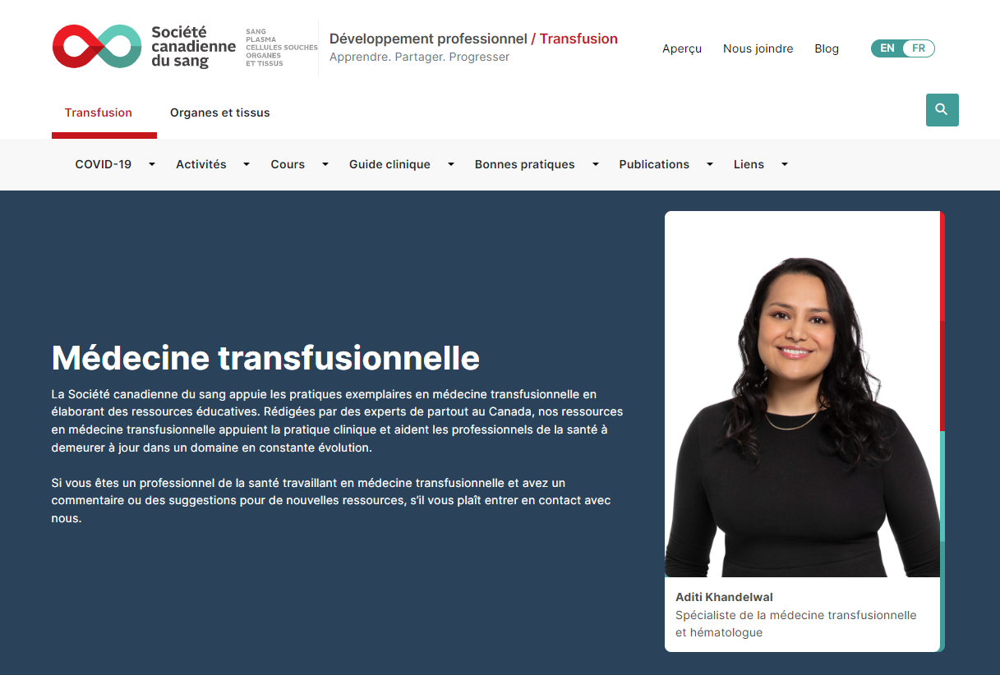 Société
canadienne
du sang
SANG
PLASMA
CELLULES SOUCHES
ORGANES
ET TISSUS
Développement professionnel / Transfusion
Apprendre. Partager. Progresser
Aperçu
Nous joindre
Blog
EN
FR
Transfusion
Organes et tissus
COVID-19
Activités
Cours
Guide clinique
Bonnes pratiques
Publications
Liens
Médecine transfusionnelle
La Société canadienne du sang appuie les pratiques exemplaires en médecine transfusionnelle en
élaborant des ressources éducatives. Rédigées par des experts de partout au Canada, nos ressources
en médecine transfusionnelle appuient la pratique clinique et aident les professionnels de la santé à
demeurer à jour dans un domaine en constante évolution.
Si vous êtes un professionnel de la santé travaillant en médecine transfusionnelle et avez un
commentaire ou des suggestions pour de nouvelles ressources, s’il vous plaît entrer en contact avec
nous.
Aditi Khandelwal
Spécialiste de la médecine transfusionnelle
et hématologue